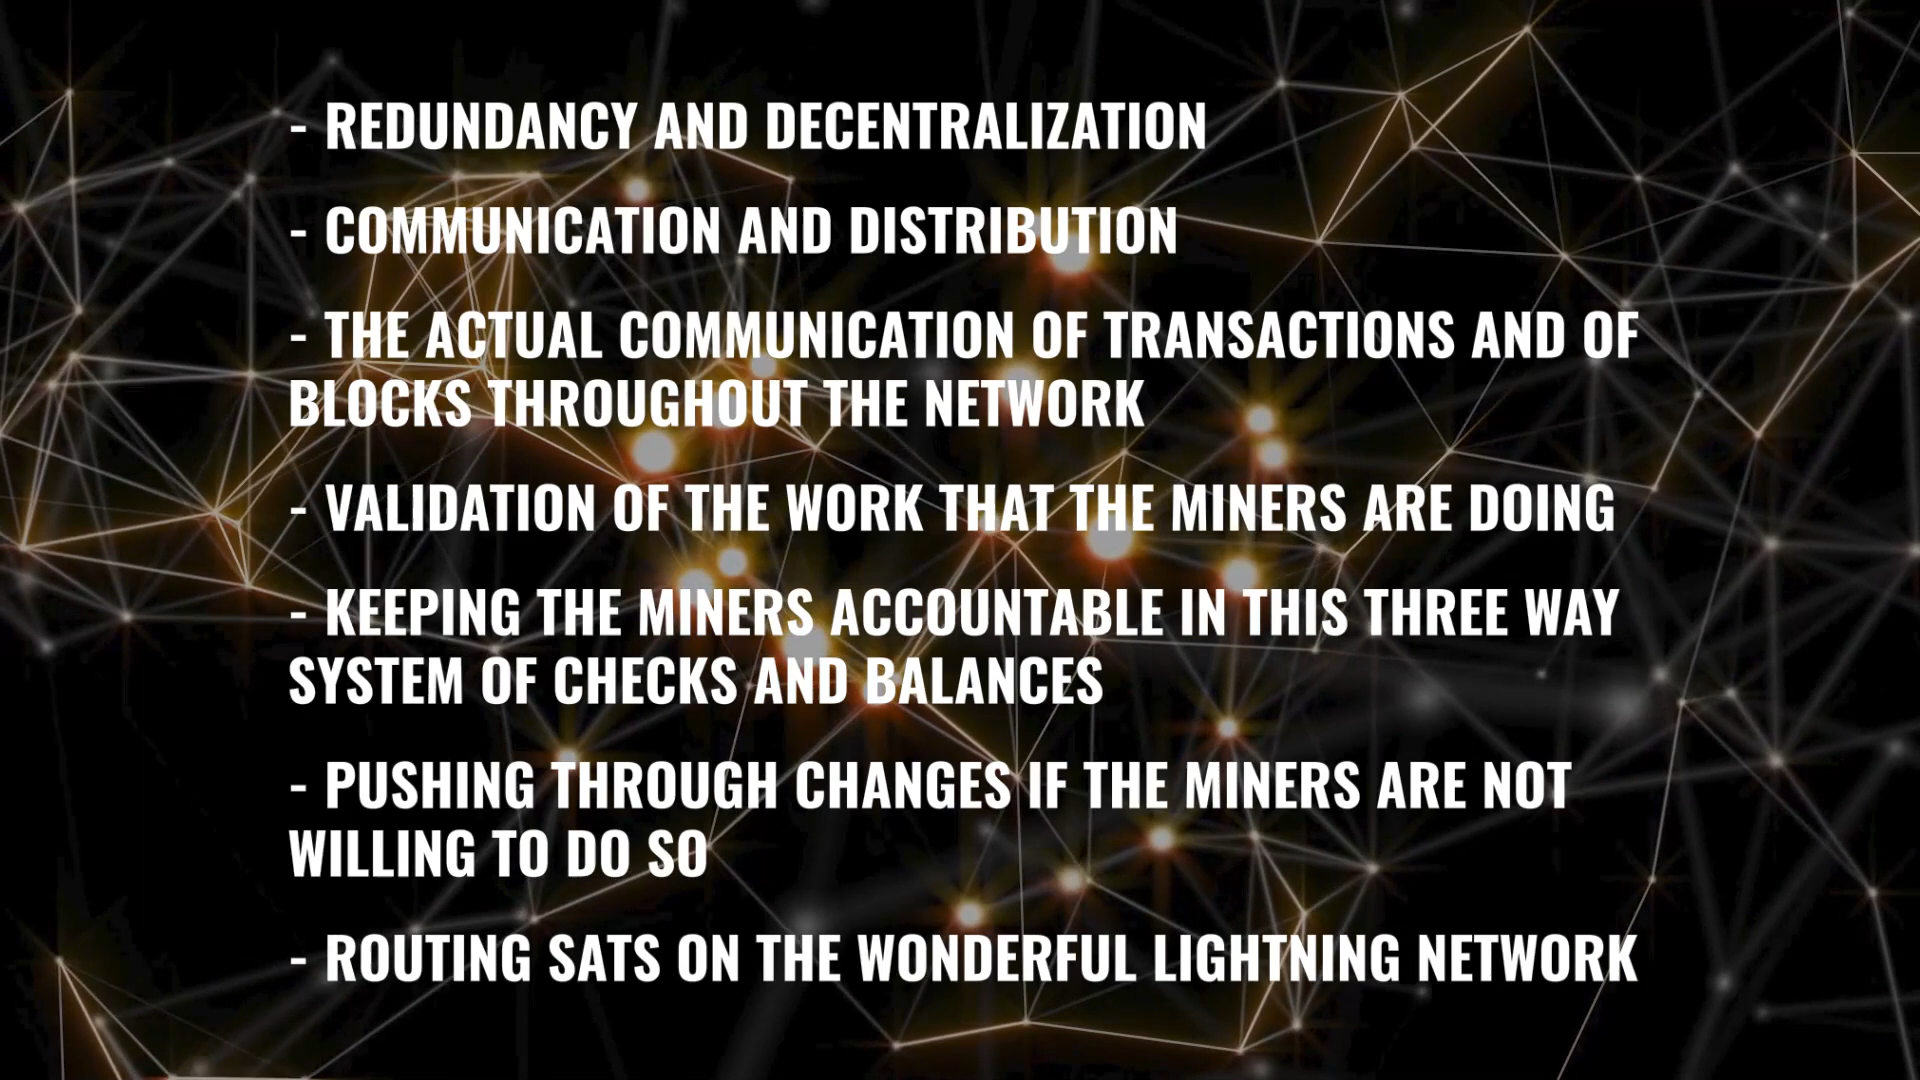 - REDUNDANCY AND DECENTRALIZATION
- COMMUNICATION AND DISTRIBUTION
- THE ACTUAL COMMUNICATION OF TRANSACTIONS AND OF
BLOCKS THROUGHOUT THE NETWORK
- VALIDATION OF THE WORK THAT THE MINERS ARE DOING
- KEEPING THE MINERS ACCOUNTABLE IN THIS THREE WAY
SYSTEM OF CHECKS AND BALANCES
- PUSHING THROUGH CHANGES IF THE MINERS ARE NOT
WILLING TO DO SO
- ROUTING SATS ON THE WONDERFUL LIGHTNING NETWORK